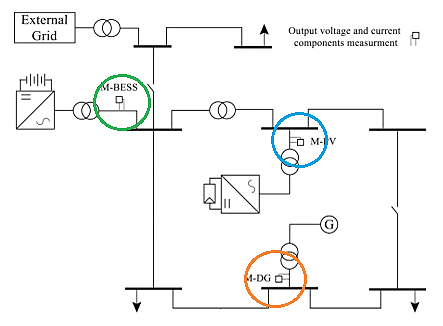 External
Grid
Output voltage and current
components measurment
M-BESS
M-PV
G
M-DG